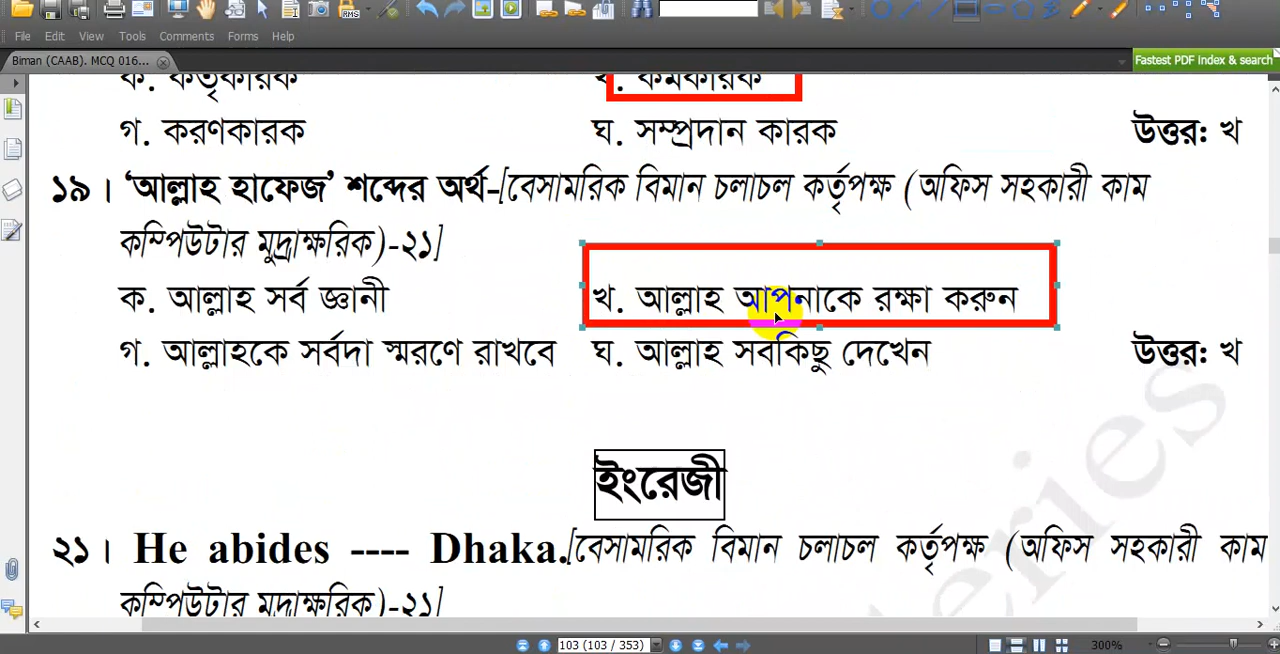 RMS
File Edit View Tools Comments Forms Help
Biman (CAAB). MCQ 016...
Fastest PDF Index & search
ক. কর্তৃকারক খ. কর্মকারক
গ. করণকারক ঘ. সম্প্রদান কারক উত্তর: খ
১৯। ‘আল্লাহ হাফেজ’ শব্দের অর্থ-[বেসামরিক বিমান চলাচল কর্তৃপক্ষ (অফিস সহকারী কাম
কম্পিউটার মুদ্রাক্ষরিক)-২১]
ক. আল্লাহ সর্ব জ্ঞানী খ. আল্লাহ আপনাকে রক্ষা করুন
গ. আল্লাহকে সর্বদা স্মরণে রাখবে ঘ. আল্লাহ সবকিছু দেখেন উত্তর: খ
ইংরেজী
২১। He abides ---- Dhaka.[বেসামরিক বিমান চলাচল কর্তৃপক্ষ (অফিস সহকারী কাম
কম্পিউটার মুদ্রাক্ষরিক)-২১]
eries
103 (103 / 353) 300%